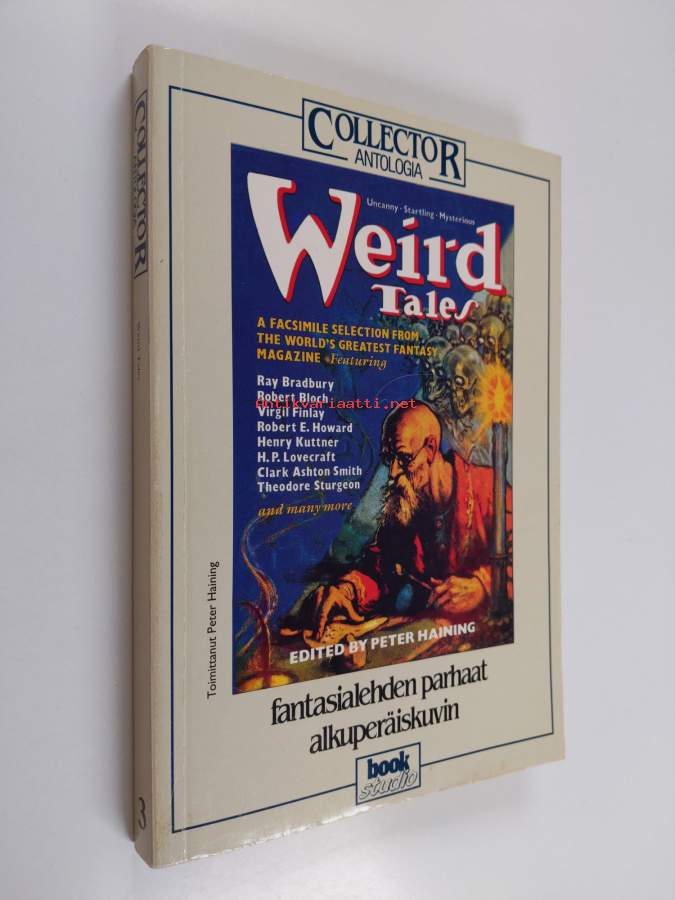 COLLECTOR
ANTOLOGIA
Uncanny · Startling · Mysterious
Weird
Tales
A FACSIMILE SELECTION FROM
THE WORLD'S GREATEST FANTASY
MAGAZINE · Featuring
Ray Bradbury
Robert Bloch
antikvariaatti.net
Virgil Finlay
Robert E. Howard
Henry Kuttner
H. P. Lovecraft
Clark Ashton Smith
Theodore Sturgeon
and many more
EDITED BY PETER HAINING
Toimittanut Peter Haining
fantasialehden parhaat
alkuperäiskuvin
book
studio
COLLECTOR
3